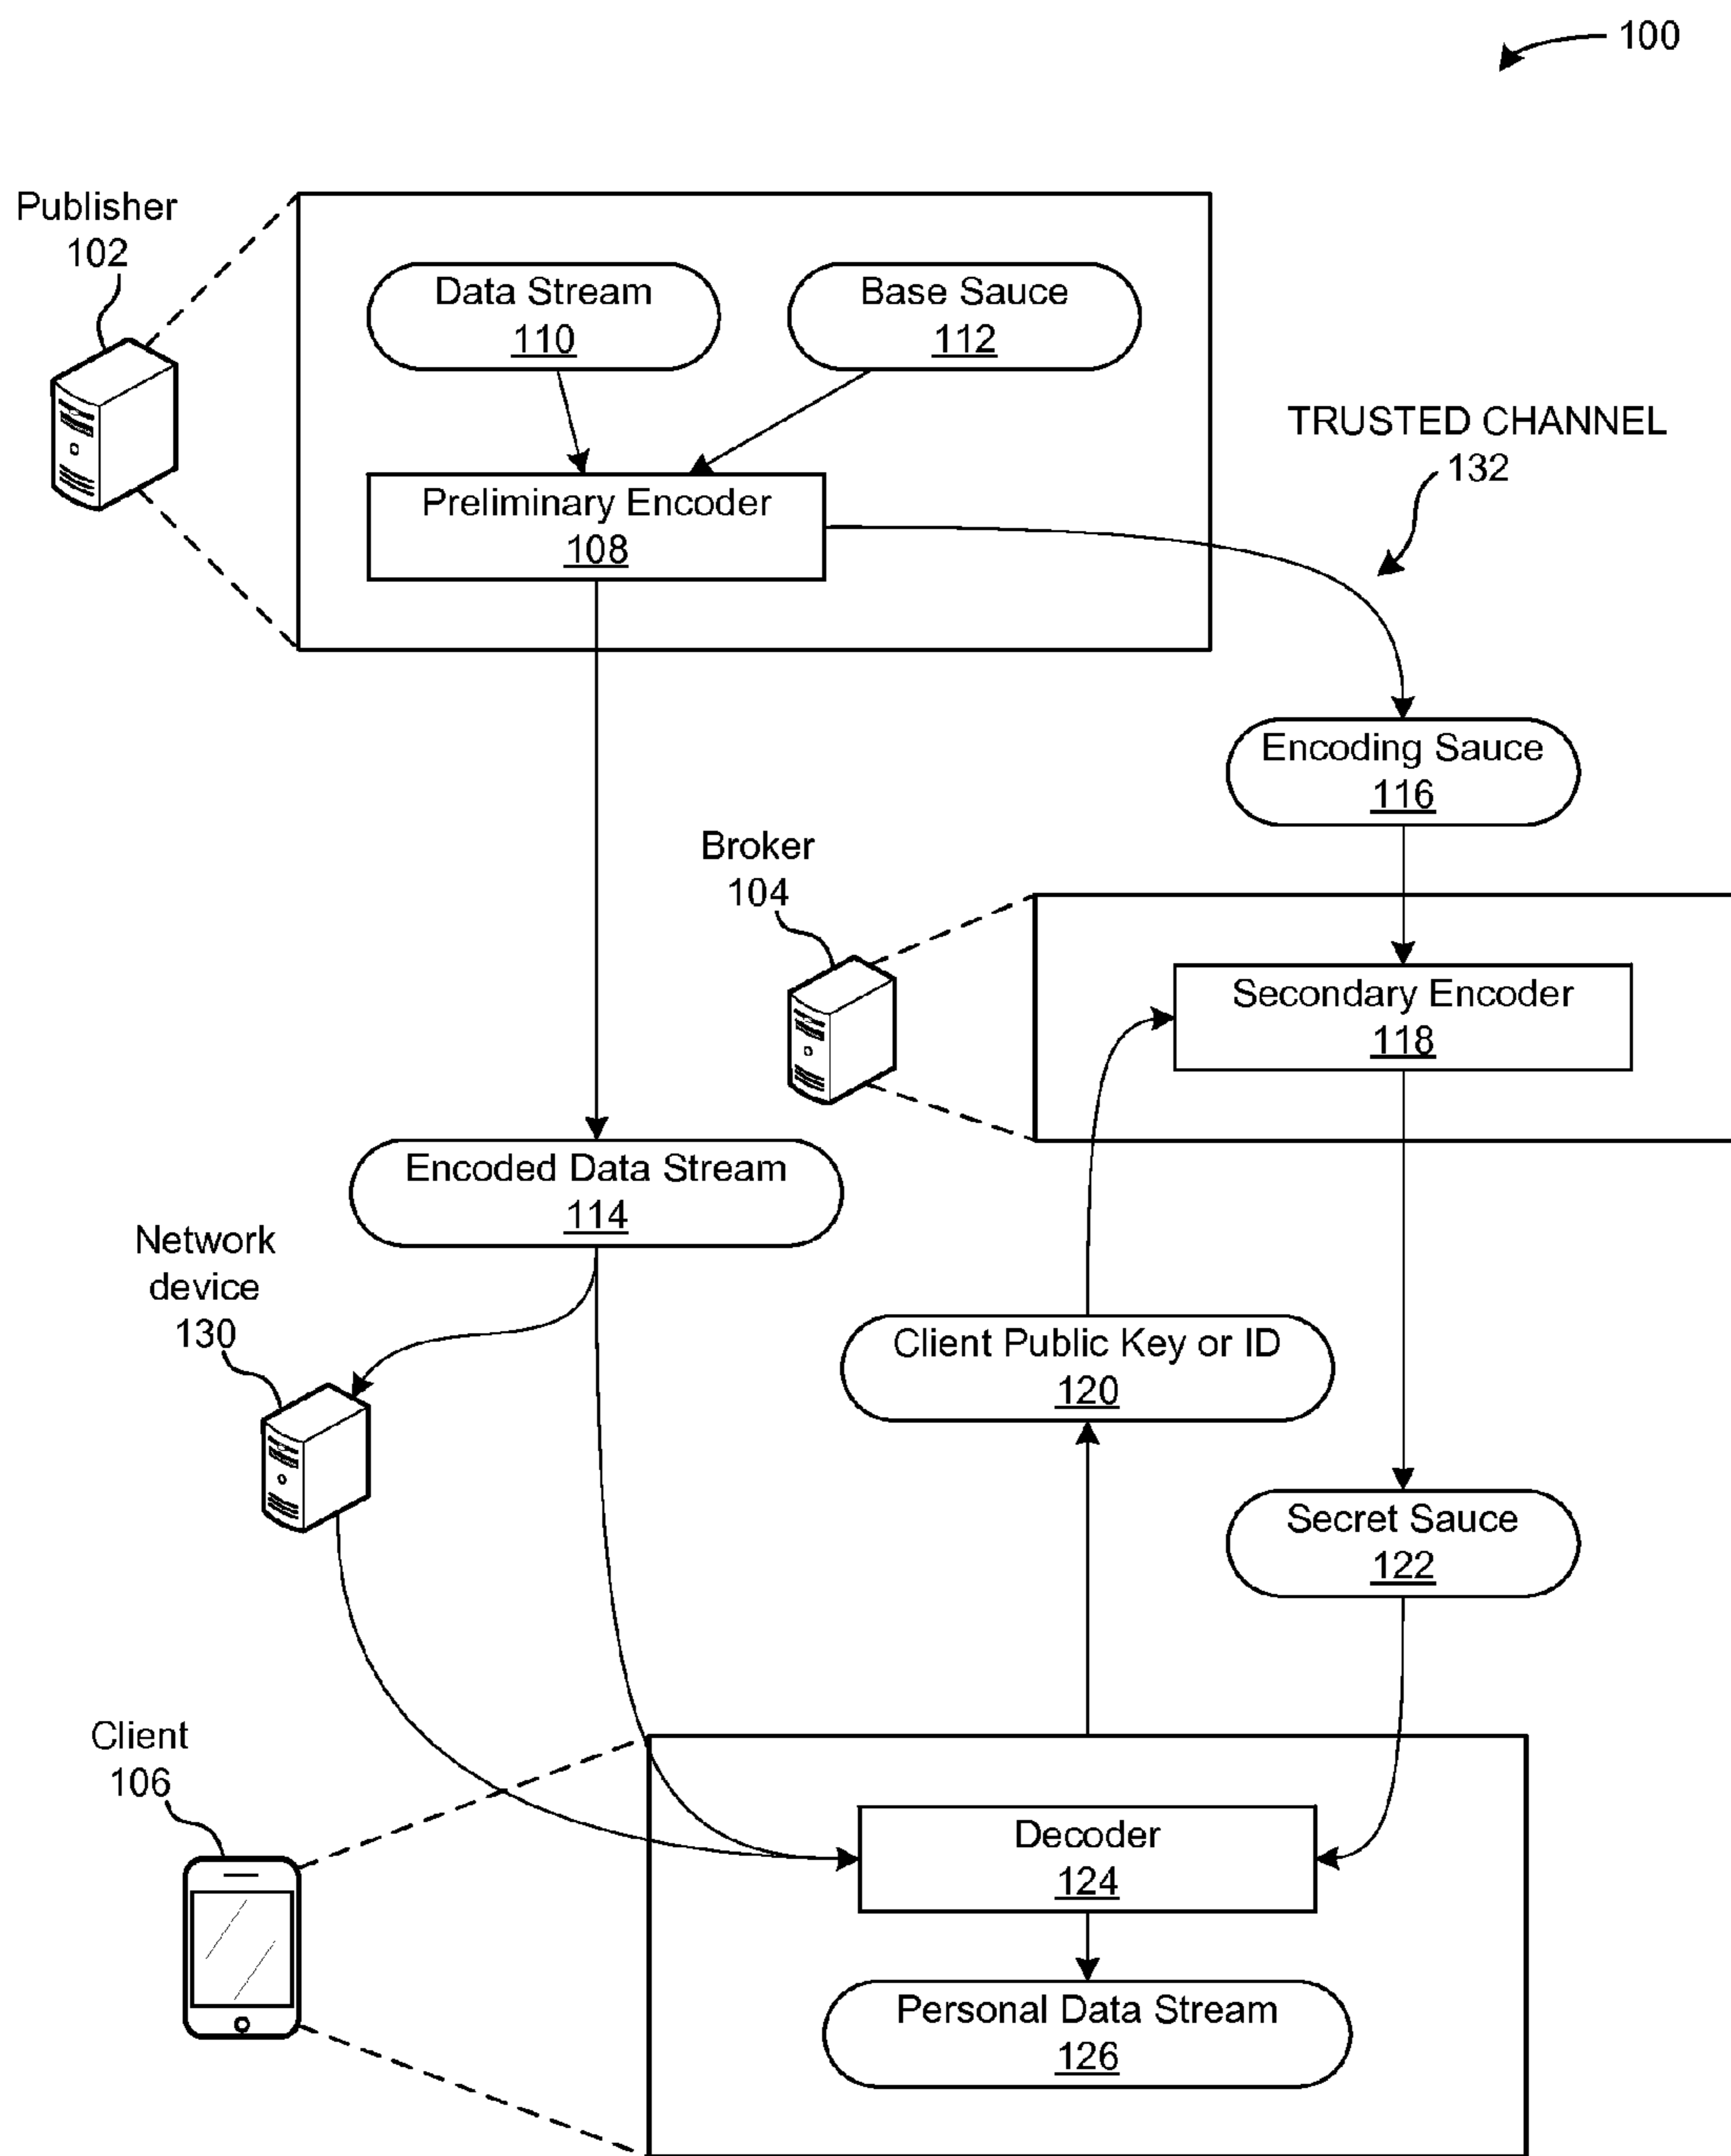 100
Publisher
102
Data Stream
110
Base Sauce
112
TRUSTED CHANNEL
132
Preliminary Encoder
108
Encoding Sauce
116
Broker
104
Secondary Encoder
118
Encoded Data Stream
114
Network
device
130
Client Public Key or ID
120
Secret Sauce
122
Client
106
Decoder
124
Personal Data Stream
126